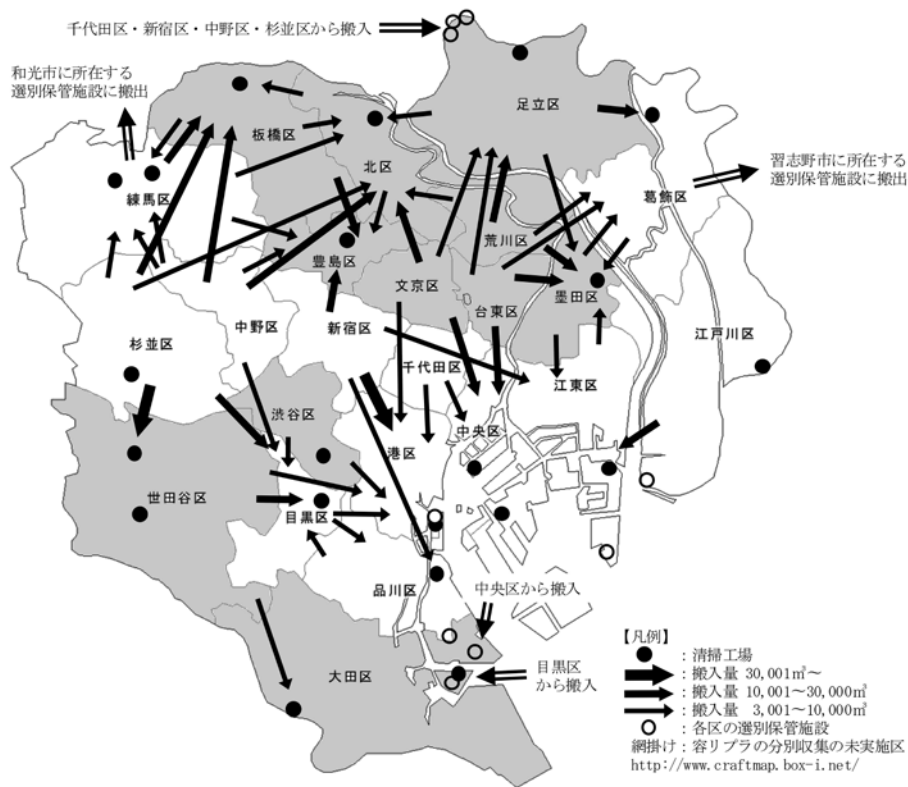 千代田区・新宿区・中野区・杉並区から搬入
和光市に所在する
選別保管施設に搬出
足立区
板橋区
北区
習志野市に所在する
選別保管施設に搬出
葛飾区
練馬区
荒川区
豊島区
文京区
墨田区
台東区
中野区
新宿区
杉並区
江戸川区
千代田区
江東区
渋谷区
中央区
港区
世田谷区
目黒区
品川区
中央区から搬入
大田区
目黒区
から搬入
【凡例】
：清掃工場
：搬入量 30,001㎥～
：搬入量 10,001～30,000㎥
：搬入量 3,001～10,000㎥
：各区の選別保管施設
網掛け：容リプラの分別収集の未実施区
http://www.craftmap.box-i.net/